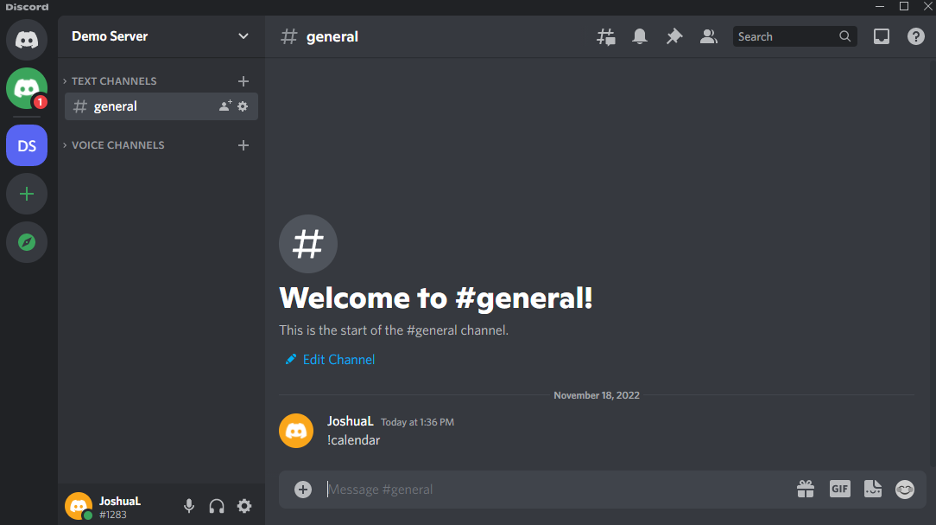 Discord
Demo Server
general
Search
TEXT CHANNELS
general
VOICE CHANNELS
1
DS
Welcome to #general!
This is the start of the #general channel.
Edit Channel
November 18, 2022
JoshuaL Today at 1:36 PM
!calendar
Message #general
GIF
JoshuaL
#1283